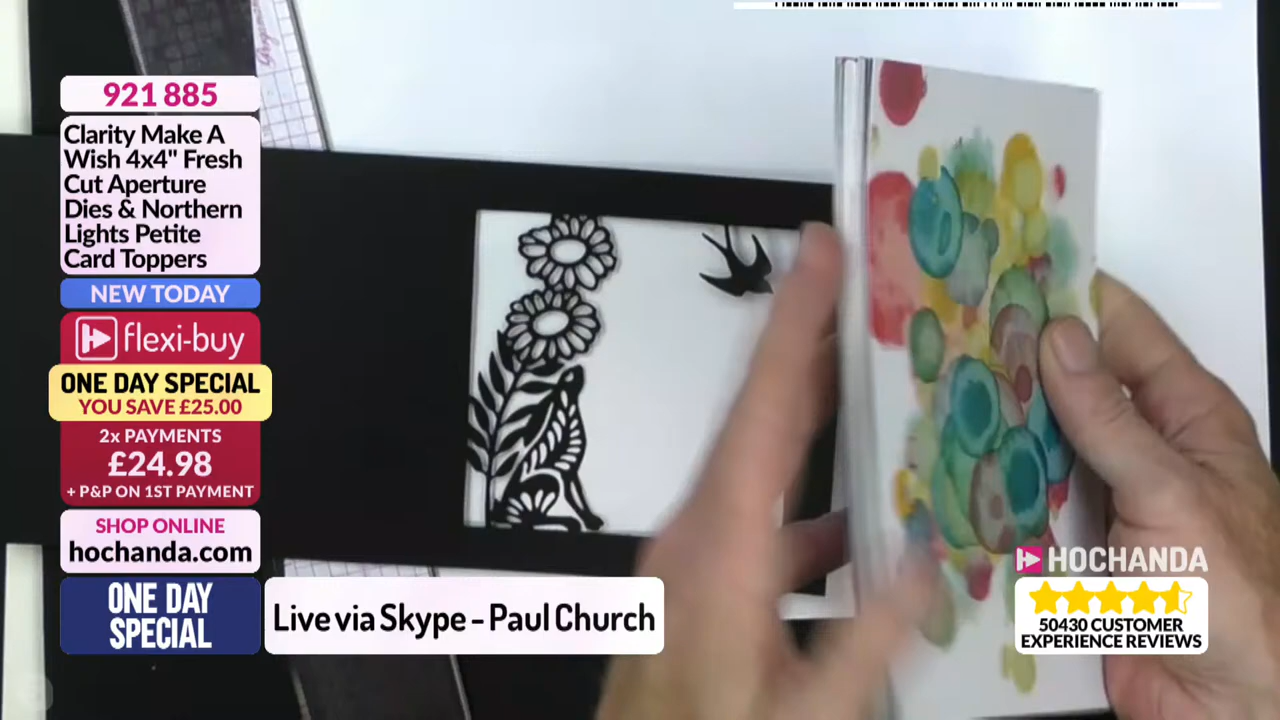 921 885
Clarity Make A
Wish 4x4" Fresh
Cut Aperture
Dies & Northern
Lights Petite
Card Toppers
NEW TODAY
flexi-buy
ONE DAY SPECIAL
YOU SAVE £25.00
2x PAYMENTS
£24.98
+ P&P ON 1ST PAYMENT
SHOP ONLINE
hochanda.com
ONE DAY
SPECIAL
Live via Skype - Paul Church
HOCHANDA
50430 CUSTOMER
EXPERIENCE REVIEWS